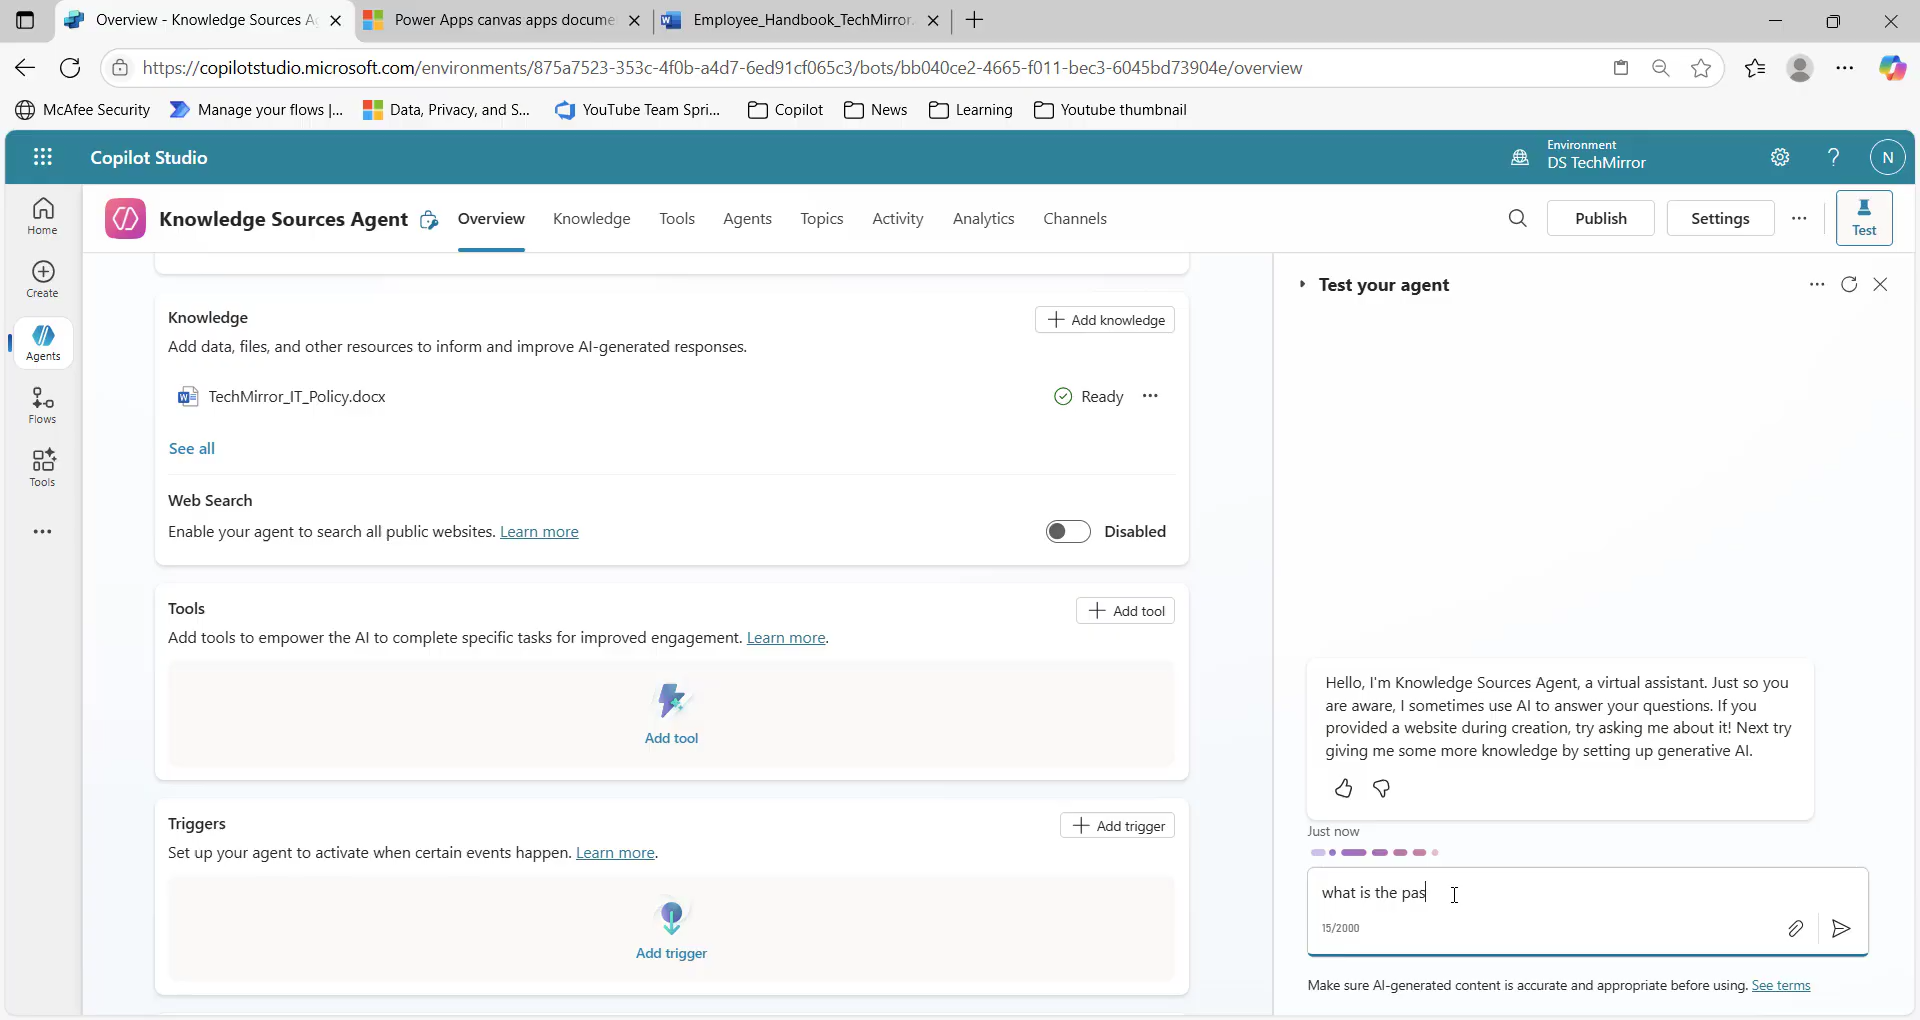 Overview - Knowledge Sources A
Power Apps canvas apps docume
Employee_Handbook_TechMirror.
https://copilotstudio.microsoft.com/environments/875a7523-353c-4f0b-a4d7-6ed91cf065c3/bots/bb040ce2-4665-f011-bec3-6045bd73904e/overview
McAfee Security
Manage your flows |...
Data, Privacy, and S...
YouTube Team Spri...
Copilot
News
Learning
Youtube thumbnail
Copilot Studio
Environment
DS TechMirror
?
N
Home
Create
Agents
Flows
Tools
Knowledge Sources Agent
Overview
Knowledge
Tools
Agents
Topics
Activity
Analytics
Channels
Publish
Settings
Test
Knowledge
Add knowledge
Add data, files, and other resources to inform and improve AI-generated responses.
TechMirror_IT_Policy.docx
Ready
See all
Web Search
Enable your agent to search all public websites. Learn more
Disabled
Tools
Add tool
Add tools to empower the AI to complete specific tasks for improved engagement. Learn more.
Add tool
Triggers
Add trigger
Set up your agent to activate when certain events happen. Learn more.
Add trigger
Test your agent
Hello, I'm Knowledge Sources Agent, a virtual assistant. Just so you
are aware, I sometimes use AI to answer your questions. If you
provided a website during creation, try asking me about it! Next try
giving me some more knowledge by setting up generative AI.
Just now
what is the pas
15/2000
Make sure AI-generated content is accurate and appropriate before using. See terms